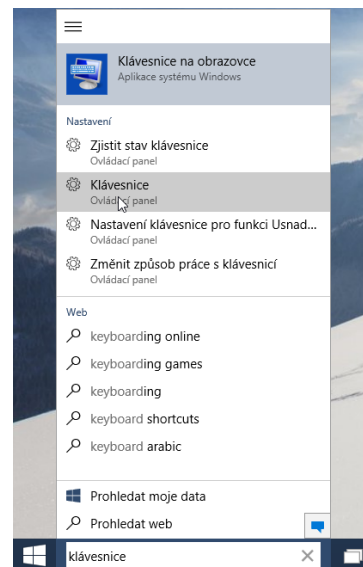 Klávesnice na obrazovce
Aplikace systému Windows
Nastavení
Zjistit stav klávesnice
Ovládací panel
Klávesnice
Ovládací panel
Nastavení klávesnice pro funkci Usnad...
Ovládací panel
Změnit způsob práce s klávesnicí
Ovládací panel
Web
keyboarding online
keyboarding games
keyboarding
keyboard shortcuts
keyboard arabic
Prohledat moje data
Prohledat web
klávesnice